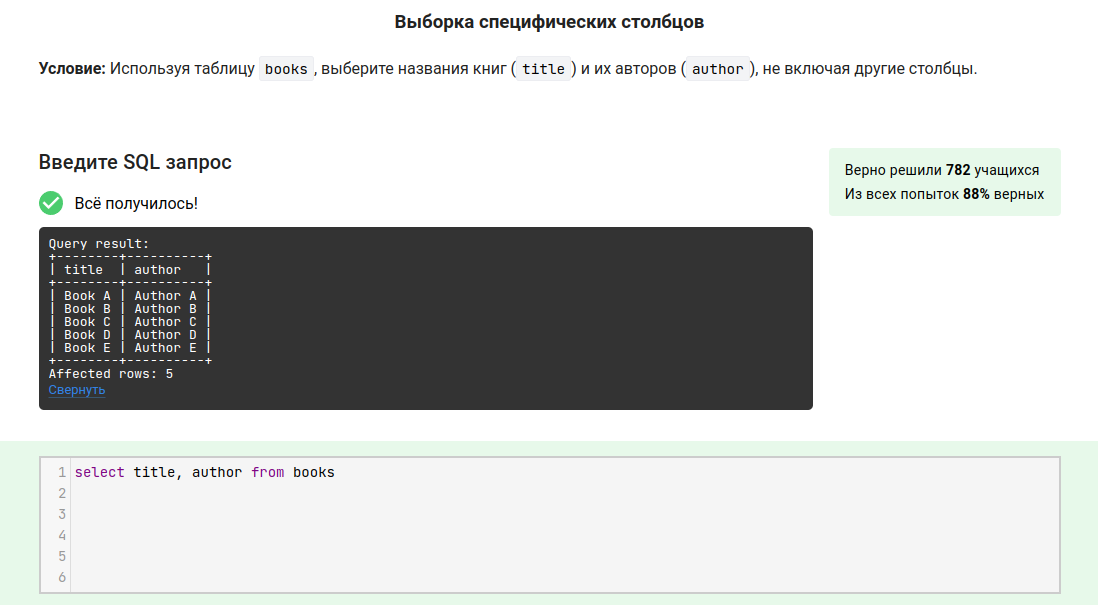 Выборка специфических столбцов
Условие: Используя таблицу books, выберите названия книг (title) и их авторов (author), не включая другие столбцы.
Введите SQL запрос
Верно решили 782 учащихся
Из всех попыток 88% верных
Всё получилось!
Query result:
+--------+----------+
| title  | author   |
+--------+----------+
| Book A | Author A |
| Book B | Author B |
| Book C | Author C |
| Book D | Author D |
| Book E | Author E |
+--------+----------+
Affected rows: 5
Свернуть
1 select title, author from books
2
3
4
5
6